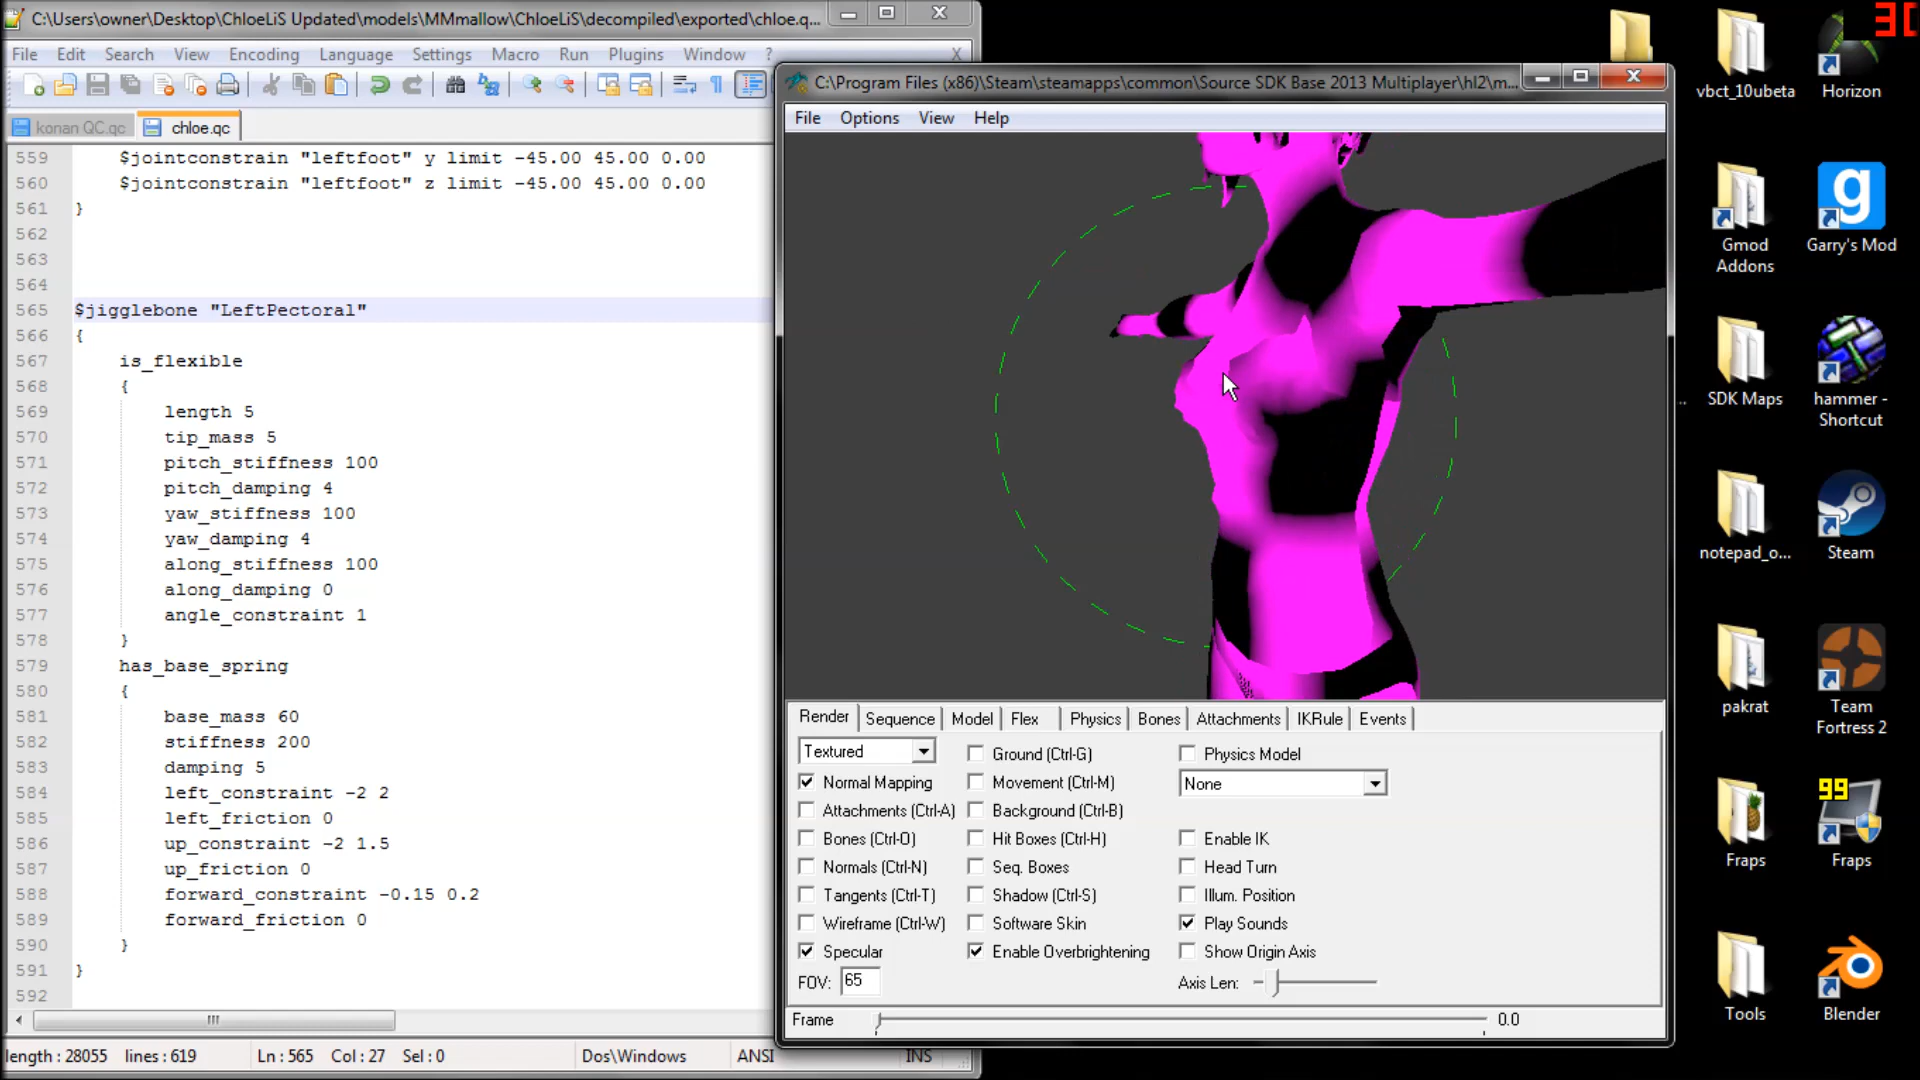 C:\Users\owner\Desktop\ChloeLiS Updated\models\MMmallow\ChloeLiS\decompiled\exported\chloe.q...
File Edit Search View Encoding Language Settings Macro Run Plugins Window ? X
konan QC.qc chloe.qc
559 $jointconstrain "leftfoot" y limit -45.00 45.00 0.00
560 $jointconstrain "leftfoot" z limit -45.00 45.00 0.00
561 }
562
563
564
565 $jigglebone "LeftPectoral"
566 {
567 is_flexible
568 {
569 length 5
570 tip_mass 5
571 pitch_stiffness 100
572 pitch_damping 4
573 yaw_stiffness 100
574 yaw_damping 4
575 along_stiffness 100
576 along_damping 0
577 angle_constraint 1
578 }
579 has_base_spring
580 {
581 base_mass 60
582 stiffness 200
583 damping 5
584 left_constraint -2 2
585 left_friction 0
586 up_constraint -2 1.5
587 up_friction 0
588 forward_constraint -0.15 0.2
589 forward_friction 0
590 }
591 }
592
length : 28055 lines : 619 Ln : 565 Col : 27 Sel : 0 Dos\Windows ANSI INS
C:\Program Files (x86)\Steam\steamapps\common\Source SDK Base 2013 Multiplayer\hl2\m...
File Options View Help
Render Sequence Model Flex Physics Bones Attachments IKRule Events
Textured Ground (Ctrl-G) Physics Model
Normal Mapping Movement (Ctrl-M) None
Attachments (Ctrl-A) Background (Ctrl-B)
Bones (Ctrl-O) Hit Boxes (Ctrl-H) Enable IK
Normals (Ctrl-N) Seq. Boxes Head Turn
Tangents (Ctrl-T) Shadow (Ctrl-S) Illum. Position
Wireframe (Ctrl-W) Software Skin Play Sounds
Specular Enable Overbrightening Show Origin Axis
FOV: 65 Axis Len:
Frame 0.0
30
vbct_10ubeta Horizon
Gmod Addons Garry's Mod
SDK Maps hammer - Shortcut
notepad_o... Steam
pakrat Team Fortress 2
99
Fraps Fraps
Tools Blender